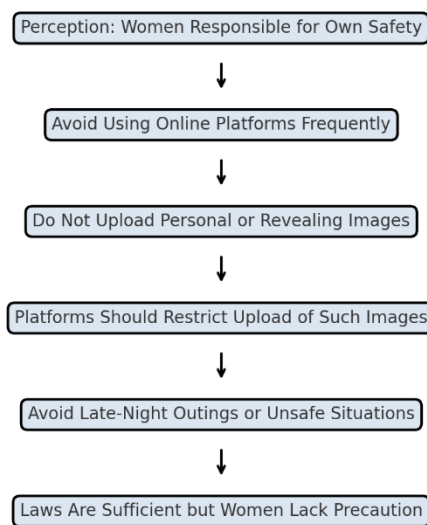 Perception: Women Responsible for Own Safety
Avoid Using Online Platforms Frequently
Do Not Upload Personal or Revealing Images
Platforms Should Restrict Upload of Such Images
Avoid Late-Night Outings or Unsafe Situations
Laws Are Sufficient but Women Lack Precaution